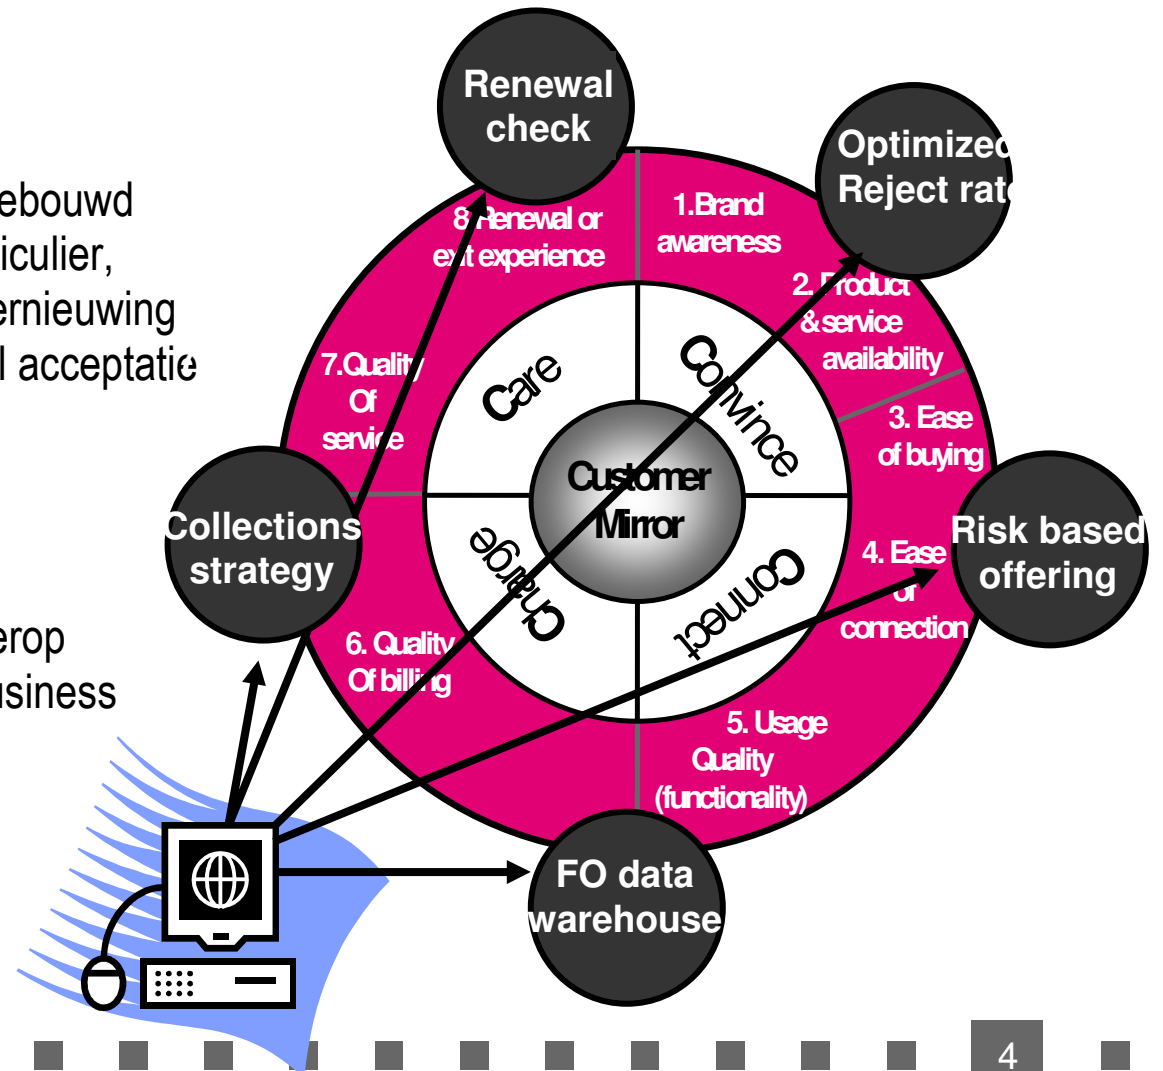 Renewal
check
Optimized
Reject rate
ebouwd
iculier,
ernieuwing
l acceptatie
erop
usiness
1.Brand
awareness
2. Product
& service
availability
3. Ease
of buying
4. Ease
of
connection
5. Usage
Quality
(functionality)
6. Quality
Of billing
7.Quality
Of
service
8.Renewal or
exit experience
Care
Convince
Connect
Charge
Customer
Mirror
Collections
strategy
Risk based
offering
FO data
warehouse
4